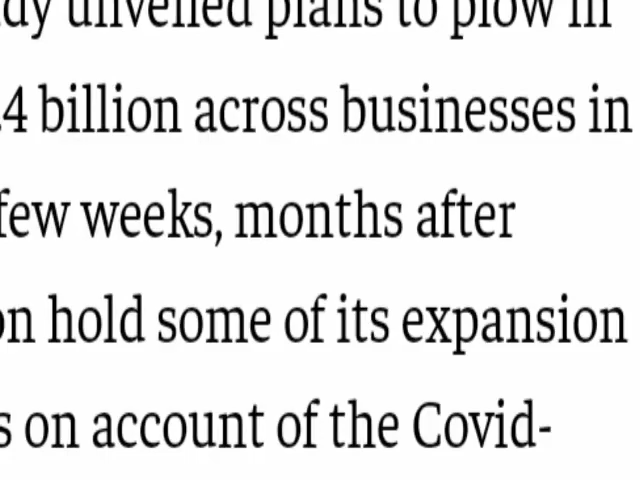 unveiled plans to plow in
.4 billion across businesses in
few weeks, months after
on hold some of its expansion
s on account of the Covid-